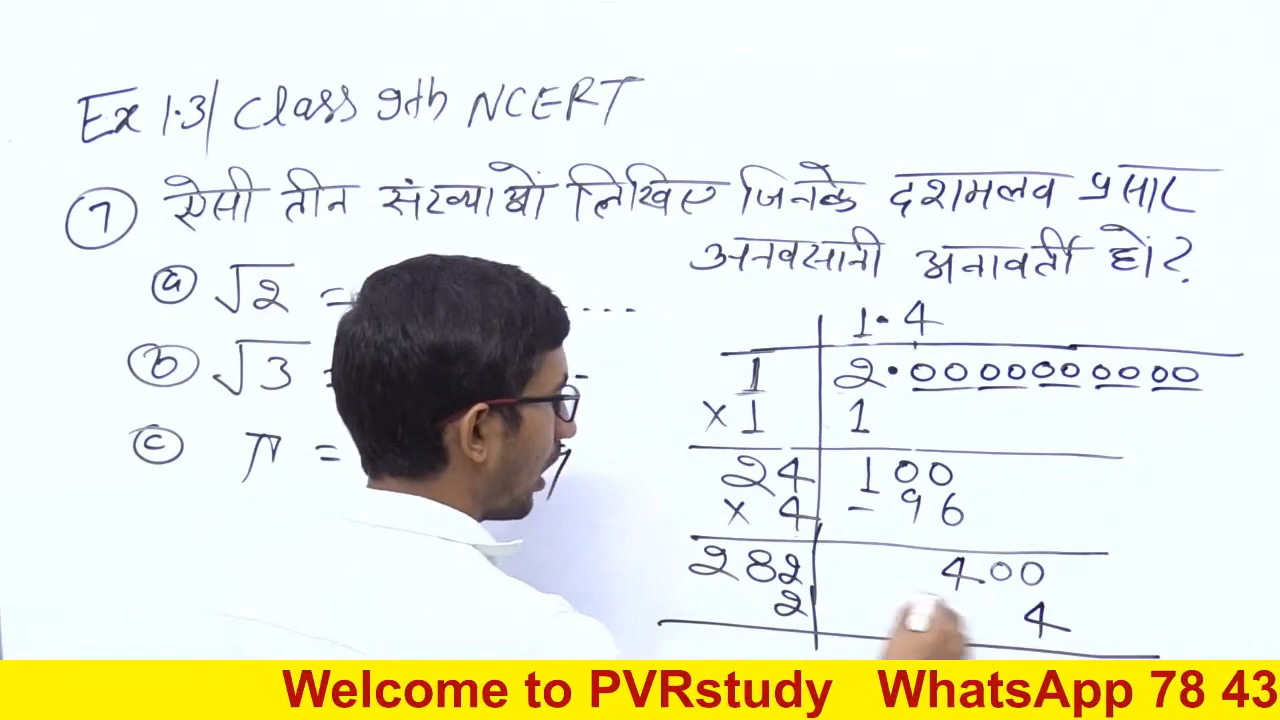 Ex 1.3/ Class 9th NCERT
7 ऐसी तीन संख्याओं लिखिए जिनके दशमलव प्रसार
अनवसानी अनावर्ती हों?
a √2 = ....
b √3 =
c π =
1.4
1 2.0000000000
×1 1
24 100
× 4 - 96
282 400
2 4
Welcome to PVRstudy WhatsApp 78 43